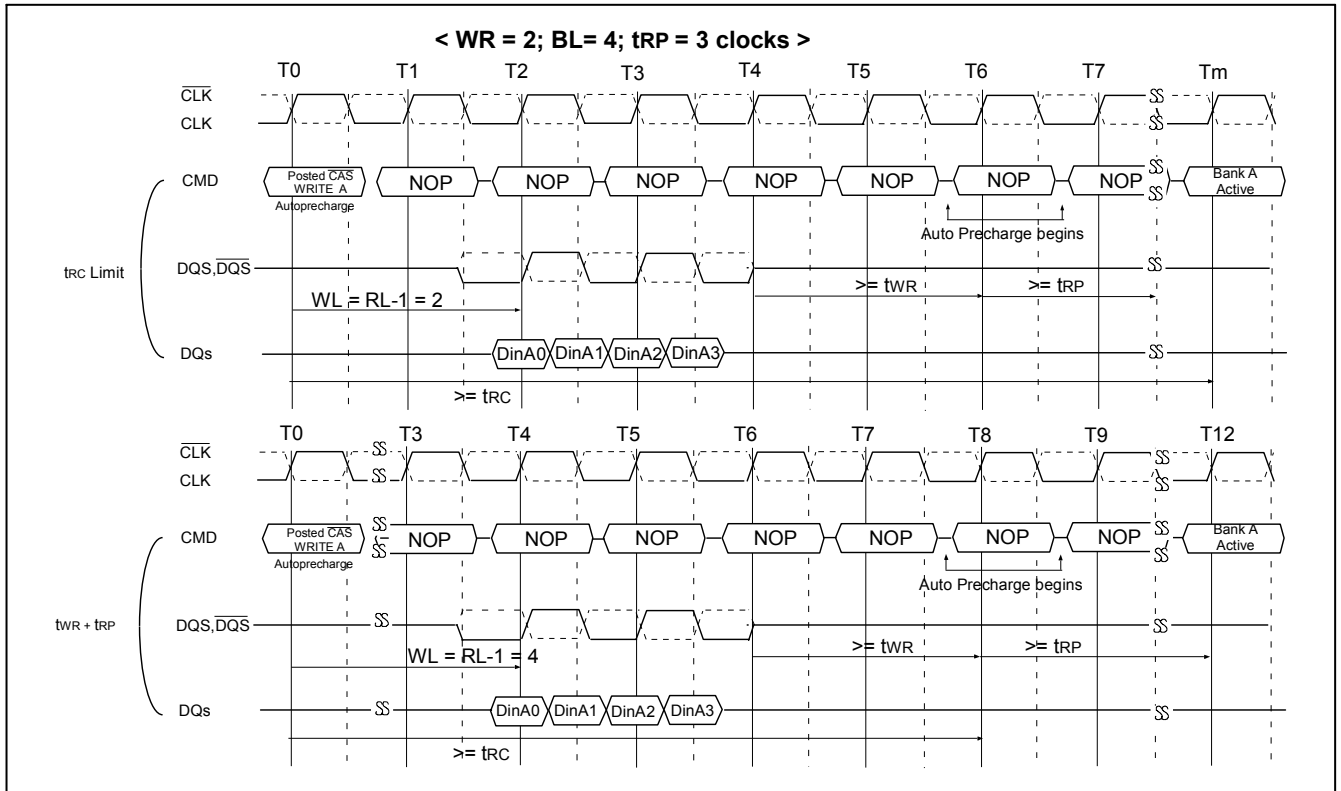 < WR = 2; BL= 4; tRP = 3 clocks >
T0 T1 T2 T3 T4 T5 T6 T7 Tm
CLK
CLK
CMD
Posted CAS
WRITE A
Autoprecharge
NOP NOP NOP NOP NOP NOP NOP
Bank A
Active
Auto Precharge begins
tRC Limit
DQS,DQS
WL = RL-1 = 2
>= tWR
>= tRP
DQs
DinA0 DinA1 DinA2 DinA3
>= tRC
T0 T3 T4 T5 T6 T7 T8 T9 T12
CLK
CLK
CMD
Posted CAS
WRITE A
Autoprecharge
NOP NOP NOP NOP NOP NOP NOP
Bank A
Active
Auto Precharge begins
tWR + tRP
DQS,DQS
WL = RL-1 = 4
>= tWR
>= tRP
DQs
DinA0 DinA1 DinA2 DinA3
>= tRC